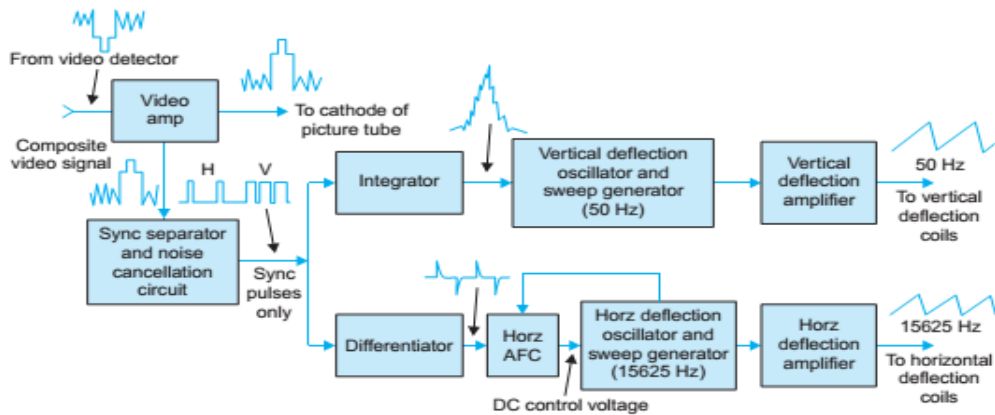 From video detector
Video
amp
To cathode of
picture tube
Composite
video signal
H
V
Sync separator
and noise
cancellation
circuit
Sync
pulses
only
Integrator
Vertical deflection
oscillator and
sweep generator
(50 Hz)
Vertical
deflection
amplifier
50 Hz
To vertical
deflection
coils
Differentiator
Horz
AFC
DC control voltage
Horz deflection
oscillator and
sweep generator
(15625 Hz)
Horz
deflection
amplifier
15625 Hz
To horizontal
deflection
coils